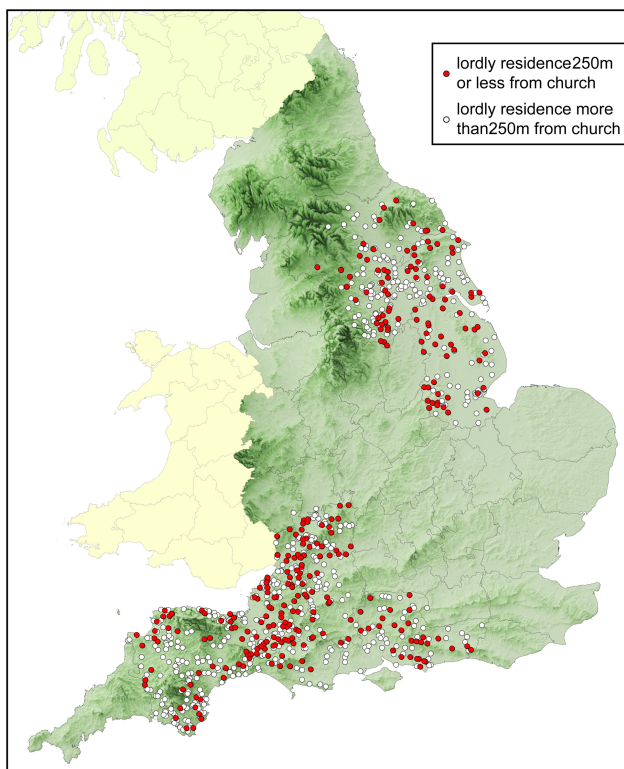 lordly residence250m
or less from church
lordly residence more
than250m from church